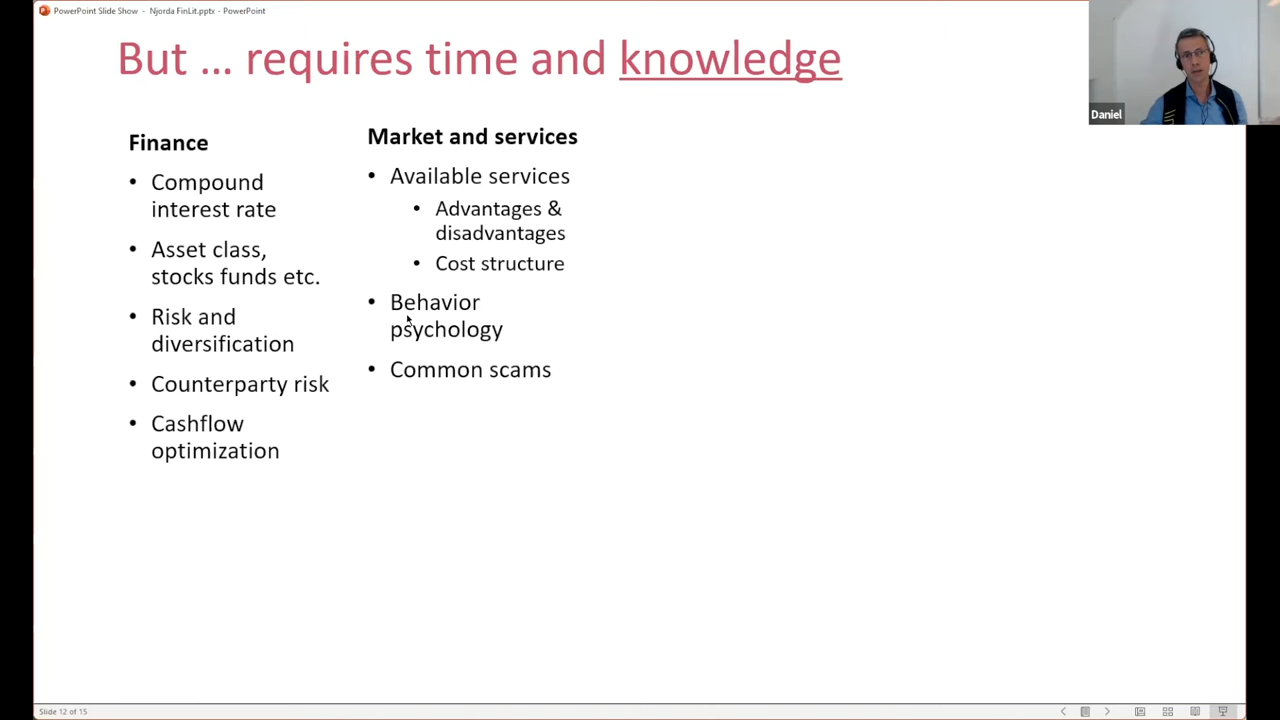 PowerPoint Slide Show - Njorda FinLit.pptx - PowerPoint
But ... requires time and knowledge
Daniel
Finance
• Compound
interest rate
• Asset class,
stocks funds etc.
• Risk and
diversification
• Counterparty risk
• Cashflow
optimization
Market and services
• Available services
• Advantages &
disadvantages
• Cost structure
• Behavior
psychology
• Common scams
Slide 12 of 15